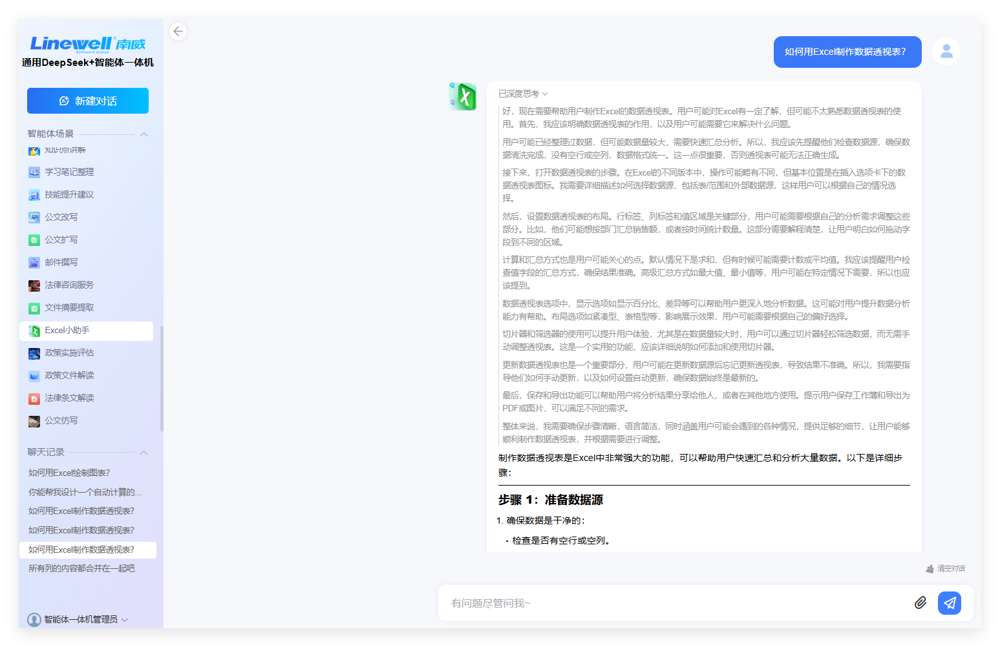 Linewell 南威
Software Group
通用DeepSeek+智能体一体机
新建对话
智能体场景
知识点讲解
学习笔记整理
技能提升建议
公文改写
公文扩写
邮件撰写
法律咨询服务
文件摘要提取
Excel小助手
政策实施评估
政策文件解读
法律条文解读
公文仿写
聊天记录
如何用Excel绘制图表?
你能帮我设计一个自动计算的...
如何用Excel制作数据透视表?
如何用Excel制作数据透视表?
如何用Excel制作数据透视表?
所有列的内容都合并在一起吧
智能体一体机管理员
如何用Excel制作数据透视表?
已深度思考
好，现在需要帮助用户制作Excel的数据透视表。用户可能对Excel有一定了解，但可能不太熟悉数据透视表的使
用。首先，我应该明确数据透视表的作用，以及用户可能需要它来解决什么问题。
用户可能已经整理过数据，但可能数据量较大，需要快速汇总分析。所以，我应该先提醒他们检查数据源，确保数
据清洗完成，没有空行或空列，数据格式统一。这一点很重要，否则透视表可能无法正确生成。
接下来，打开数据透视表的步骤。在Excel的不同版本中，操作可能略有不同，但基本位置是在插入选项卡下的数
据透视表图标。我需要详细描述如何选择数据源，包括表/范围和外部数据源，这样用户可以根据自己的情况选
择。
然后，设置数据透视表的布局。行标签、列标签和值区域是关键部分，用户可能需要根据自己的分析需求调整这些
部分。比如，他们可能想按部门汇总销售额，或者按时间统计数量。这部分需要解释清楚，让用户明白如何拖动字
段到不同的区域。
计算和汇总方式也是用户可能关心的点。默认情况下是求和，但有时候可能需要计数或平均值。我应该提醒用户检
查值字段的汇总方式，确保结果准确。高级汇总方式如最大值、最小值等，用户可能在特定情况下需要，所以也应
该提到。
数据透视表选项中，显示选项如显示百分比、差异等可以帮助用户更深入地分析数据。这可能对用户提升数据分析
能力有帮助。布局选项如紧凑型、表格型等，影响展示效果，用户可能需要根据自己的偏好选择。
切片器和筛选器的使用可以提升用户体验，尤其是在数据量较大时，用户可以通过切片器轻松筛选数据，而无需手
动调整透视表。这是一个实用的功能，应该详细说明如何添加和使用切片器。
更新数据透视表也是一个重要部分，用户可能在更新数据源后忘记更新透视表，导致结果不准确。所以，我需要指
导他们如何手动更新，以及如何设置自动更新，确保数据始终是最新的。
最后，保存和导出功能可以帮助用户将分析结果分享给他人，或者在其他地方使用。提示用户保存工作簿和导出为
PDF或图片，可以满足不同的需求。
整体来说，我需要确保步骤清晰，语言简洁，同时涵盖用户可能会遇到的各种情况，提供足够的细节，让用户能够
顺利制作数据透视表，并根据需要进行调整。
制作数据透视表是Excel中非常强大的功能，可以帮助用户快速汇总和分析大量数据。以下是详细步
骤：
步骤 1：准备数据源
1. 确保数据是干净的：
· 检查是否有空行或空列。
清空对话
有问题尽管问我~